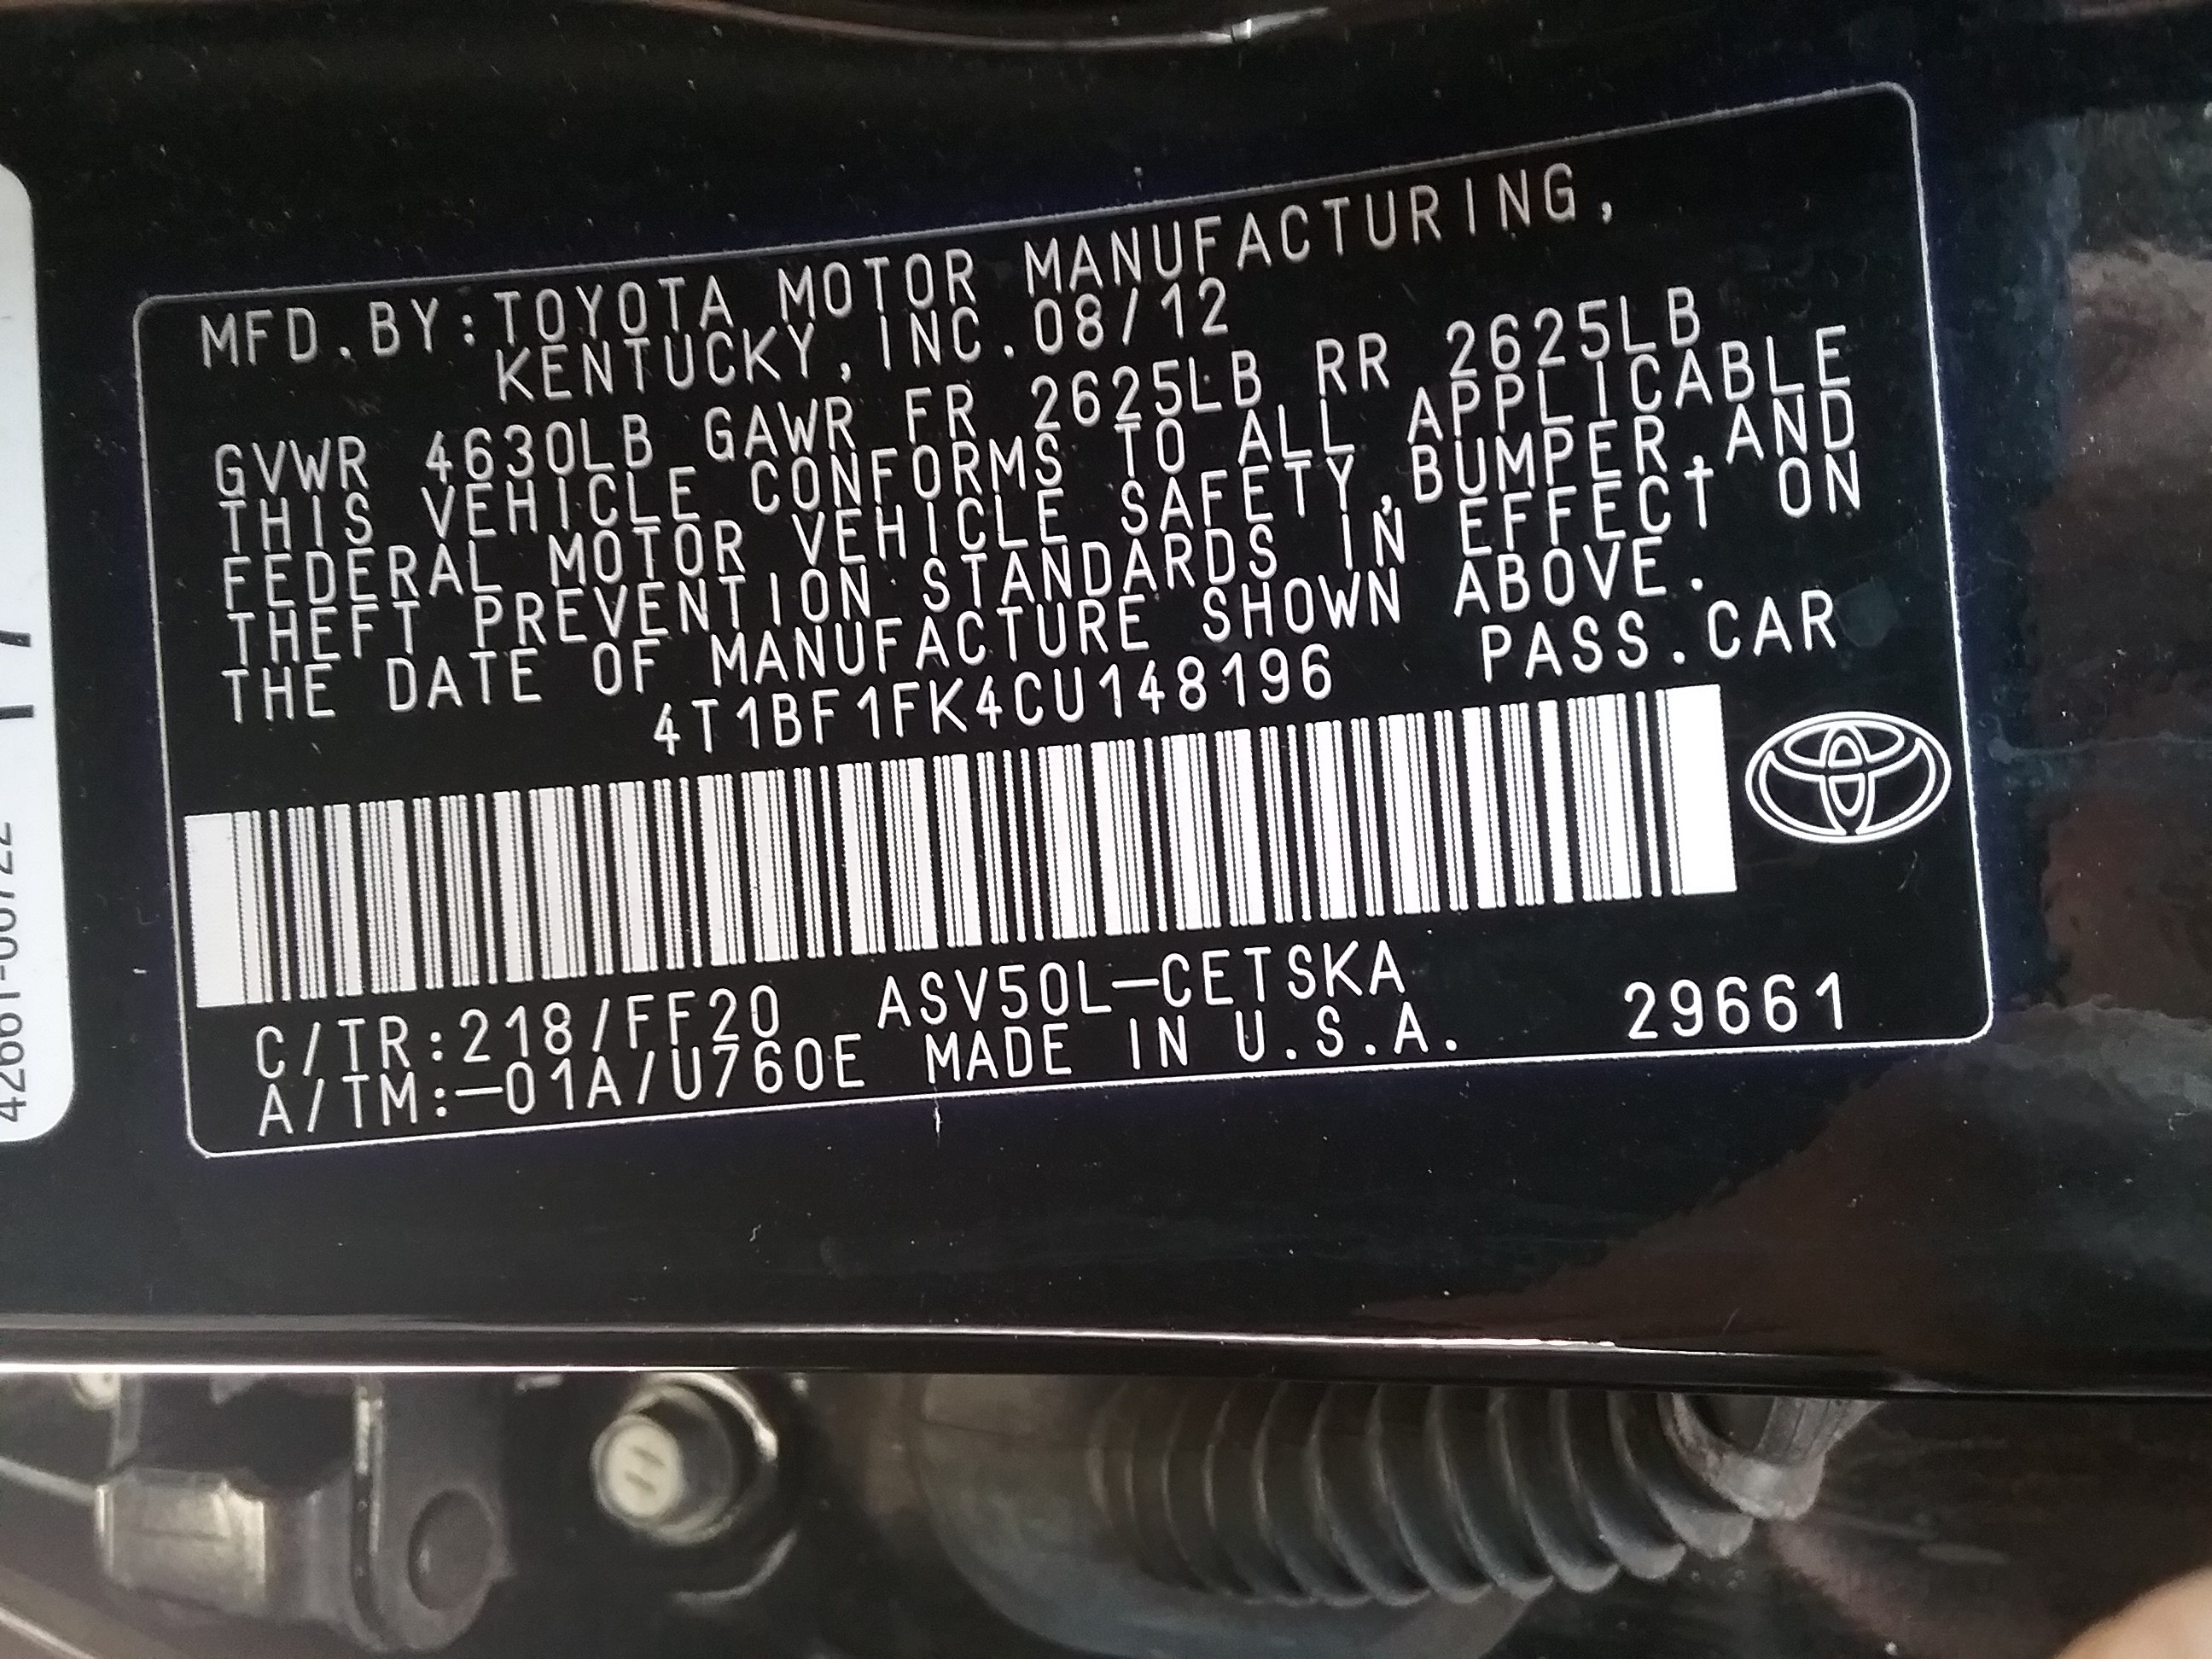 MFD.BY:TOYOTA MOTOR MANUFACTURING,
KENTUCKY, INC.08/12
GVWR 4630LB GAWR FR 2625LB RR 2625LB
THIS VEHICLE CONFORMS TO ALL APPLICABLE
FEDERAL MOTOR VEHICLE SAFETY,BUMPER,AND
THEFT PREVENTION STANDARDS IN EFFECT ON
THE DATE OF MANUFACTURE SHOWN ABOVE.
4T1BF1FK4CU148196 PASS.CAR
C/TR:218/FF20 ASV50L-CETSKA
A/TM:-01A/U760E MADE IN U.S.A. 29661